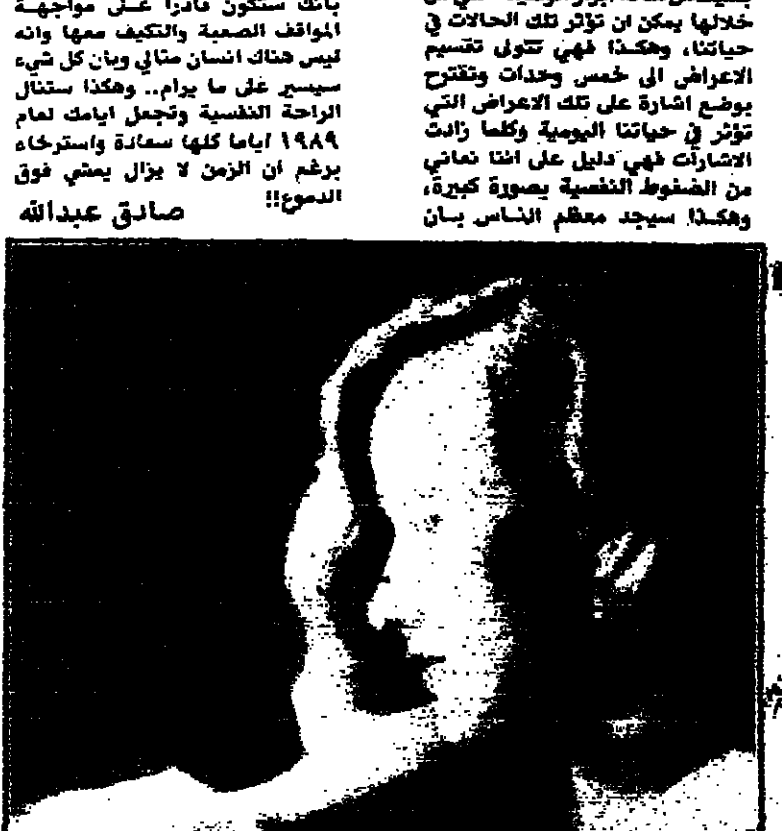 خلالها يمكن ان تؤثر تلك الحالات في
حياتنا، وهكذا فهي تتولى تقسيم
الاعراض الى خمس وحدات وتقترح
بوضع اشارة على تلك الاعراض التي
تؤثر في حياتنا اليومية وكلما زادت
الاشارات فهي دليل على اننا نعاني
من الضغوط النفسية بصورة كبيرة،
وهكذا سيجد معظم الناس بان
بانك ستكون قادرا على مواجهة
المواقف الصعبة والتكيف معها وانه
ليس هناك انسان مثالي وبان كل شيء
سيسير على ما يرام.. وهكذا ستنال
الراحة النفسية وتجعل ايامك لعام
١٩٨٩ اياما كلها سعادة واسترخاء
برغم ان الزمن لا يزال يمشي فوق
الدموع!!
صادق عبدالله